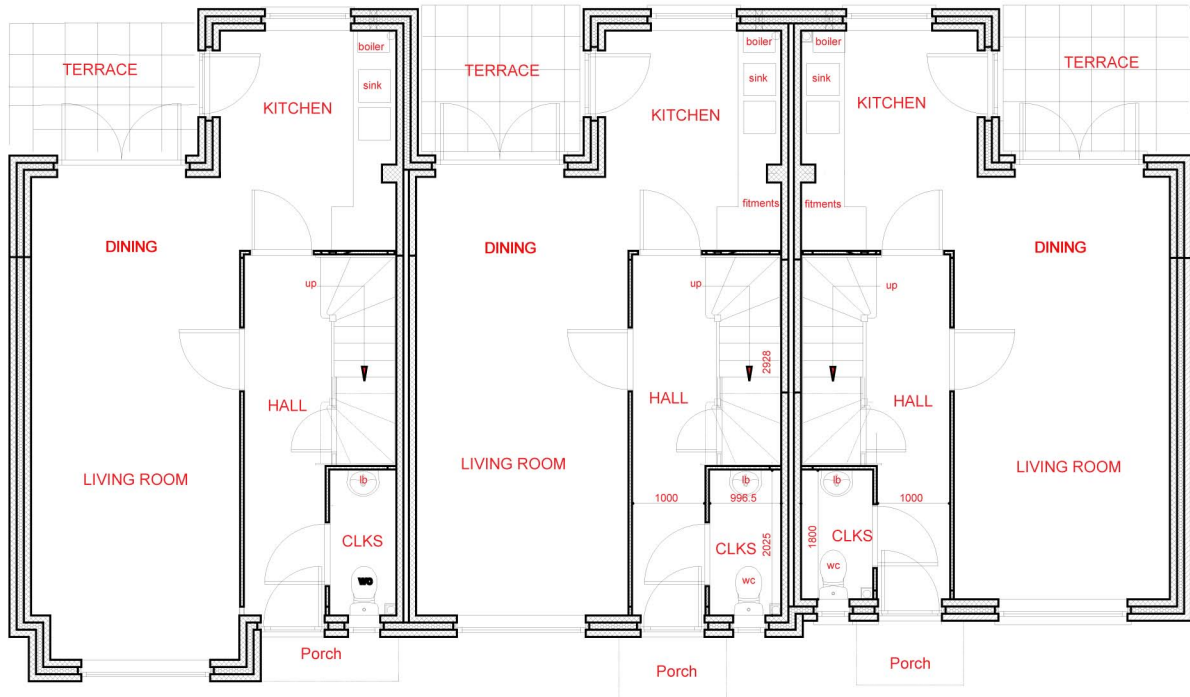 boiler
TERRACE
sink
KITCHEN
DINING
up
HALL
LIVING ROOM
lb
CLKS
wc
Porch
TERRACE
boiler
sink
KITCHEN
fitments
DINING
up
2928
HALL
LIVING ROOM
lb
1000
996.5
2025
CLKS
wc
Porch
boiler
TERRACE
sink
KITCHEN
fitments
DINING
up
HALL
LIVING ROOM
lb
1000
1800
CLKS
wc
Porch